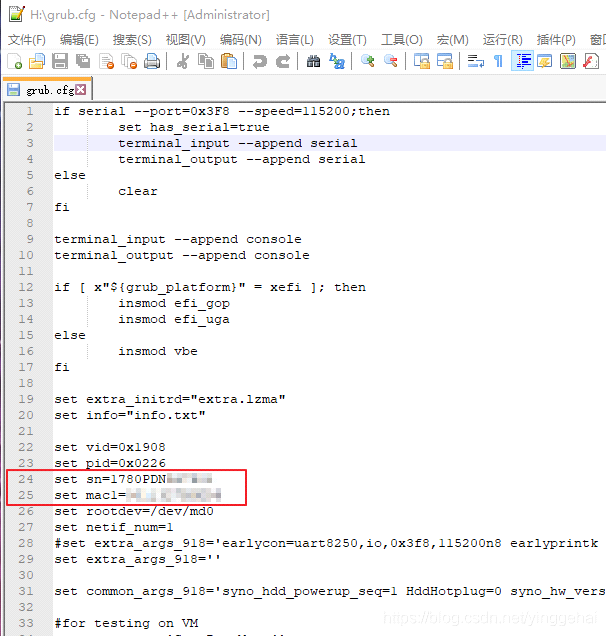 H:\grub.cfg - Notepad++ [Administrator]
文件(F) 编辑(E) 搜索(S) 视图(V) 编码(N) 语言(L) 设置(T) 工具(O) 宏(M) 运行(R) 插件(P) 窗口
grub.cfg
1 if serial --port=0x3F8 --speed=115200;then
2 set has_serial=true
3 terminal_input --append serial
4 terminal_output --append serial
5 else
6 clear
7 fi
8
9 terminal_input --append console
10 terminal_output --append console
11
12 if [ x"${grub_platform}" = xefi ]; then
13 insmod efi_gop
14 insmod efi_uga
15 else
16 insmod vbe
17 fi
18
19 set extra_initrd="extra.lzma"
20 set info="info.txt"
21
22 set vid=0x1908
23 set pid=0x0226
24 set sn=1780PDN
25 set mac1=
26 set rootdev=/dev/md0
27 set netif_num=1
28 #set extra_args_918='earlycon=uart8250,io,0x3f8,115200n8 earlyprintk
29 set extra_args_918=''
30
31 set common_args_918='syno_hdd_powerup_seq=1 HddHotplug=0 syno_hw_vers
32
33 #for testing on VM
https://blog.csdn.net/yinggehai